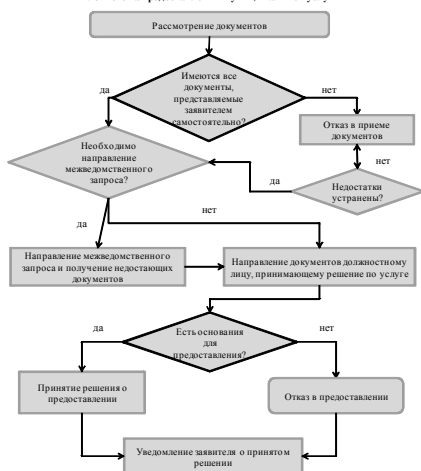 Рассмотрение документов
Имеются все
документы,
представляемые
заявителем
самостоятельно?
да
нет
Отказ в приеме
документов
Необходимо
направление
межведомственного
запроса?
нет
да
Недостатки
устранены?
да
нет
Направление межведомственного
запроса и получение недостающих
документов
Направление документов должностному
лицу, принимающему решение по услуге
да
Есть основания
для
предоставления?
нет
Принятие решения о
предоставлении
Отказ в предоставлении
Уведомление заявителя о принятом
решении